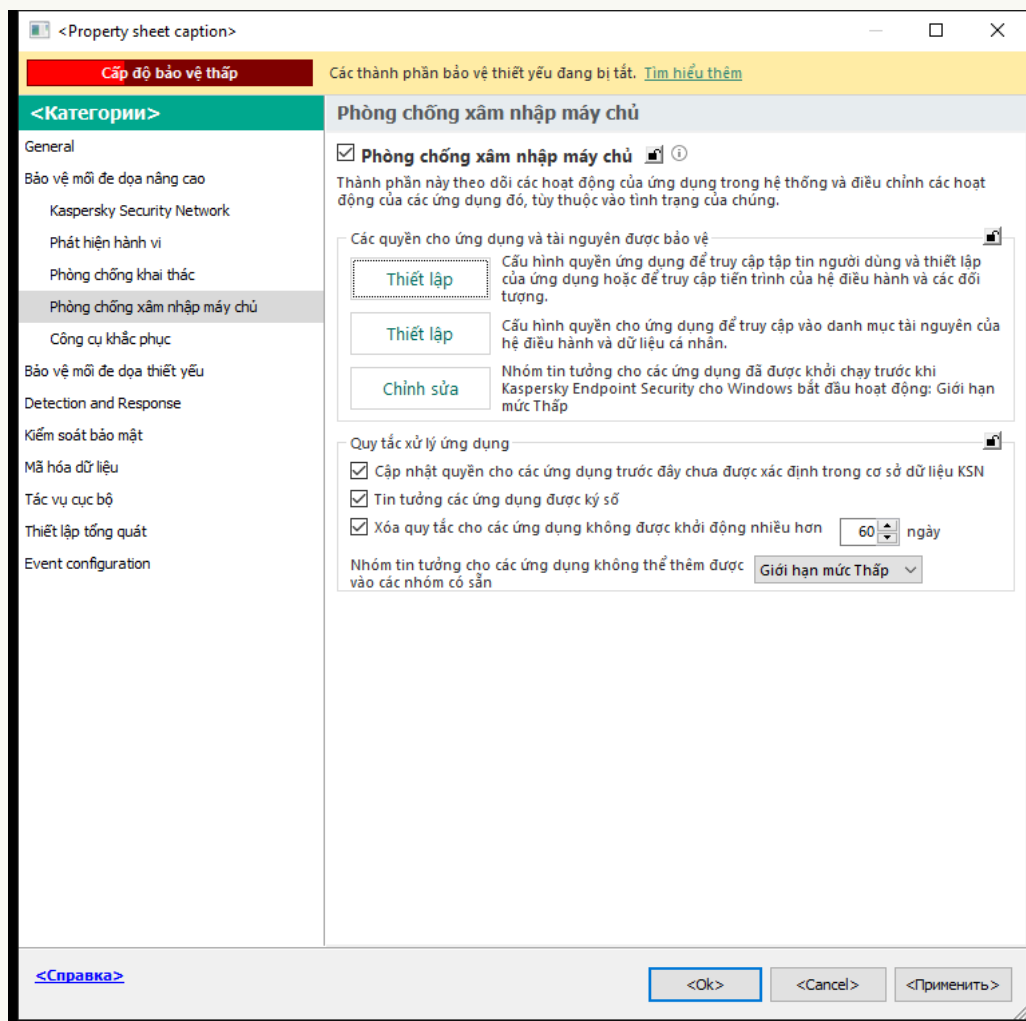 <Property sheet caption>
Cấp độ bảo vệ thấp
Các thành phần bảo vệ thiết yếu đang bị tắt. Tìm hiểu thêm
<Категории>
General
Bảo vệ mối đe dọa nâng cao
Kaspersky Security Network
Phát hiện hành vi
Phòng chống khai thác
Phòng chống xâm nhập máy chủ
Công cụ khắc phục
Bảo vệ mối đe dọa thiết yếu
Detection and Response
Kiểm soát bảo mật
Mã hóa dữ liệu
Tác vụ cục bộ
Thiết lập tổng quát
Event configuration
Phòng chống xâm nhập máy chủ
Phòng chống xâm nhập máy chủ
Thành phần này theo dõi các hoạt động của ứng dụng trong hệ thống và điều chỉnh các hoạt
động của các ứng dụng đó, tùy thuộc vào tình trạng của chúng.
Các quyền cho ứng dụng và tài nguyên được bảo vệ
Thiết lập
Cấu hình quyền ứng dụng để truy cập tập tin người dùng và thiết lập
của ứng dụng hoặc để truy cập tiến trình của hệ điều hành và các đối
tượng.
Thiết lập
Cấu hình quyền cho ứng dụng để truy cập vào danh mục tài nguyên của
hệ điều hành và dữ liệu cá nhân.
Chỉnh sửa
Nhóm tin tưởng cho các ứng dụng đã được khởi chạy trước khi
Kaspersky Endpoint Security cho Windows bắt đầu hoạt động: Giới hạn
mức Thấp
Quy tắc xử lý ứng dụng
Cập nhật quyền cho các ứng dụng trước đây chưa được xác định trong cơ sở dữ liệu KSN
Tin tưởng các ứng dụng được ký số
Xóa quy tắc cho các ứng dụng không được khởi động nhiều hơn 60 ngày
Nhóm tin tưởng cho các ứng dụng không thể thêm được
vào các nhóm có sẵn
Giới hạn mức Thấp
<Справка>
<Ok>
<Cancel>
<Применить>